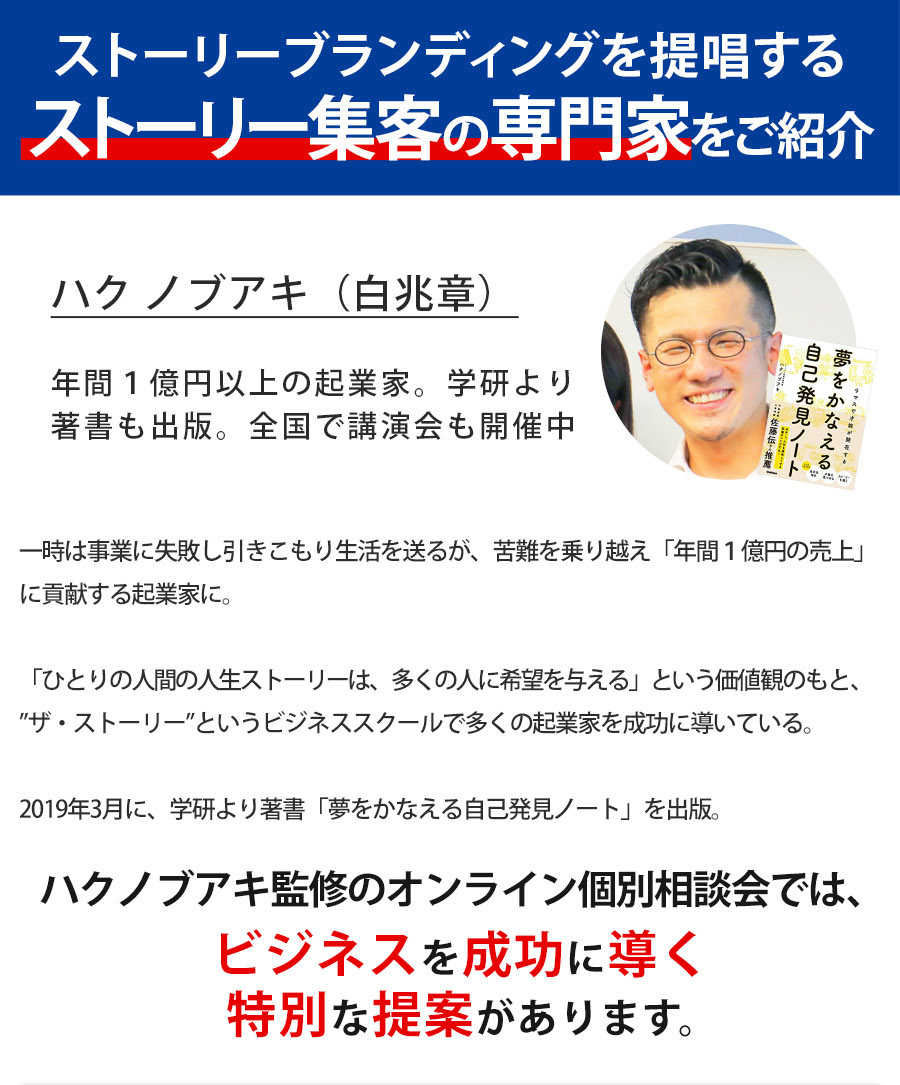 ストーリーブランディングを提唱する
ストーリー集客の専門家をご紹介
ハク ノブアキ（白兆章）
年間1億円以上の起業家。学研より
著書も出版。全国で講演会も開催中
夢をかなえる
自己発見ノート
ハクノブアキ
佐藤伝さん推薦
一時は事業に失敗し引きこもり生活を送るが、苦難を乗り越え「年間1億円の売上」
に貢献する起業家に。
「ひとりの人間の人生ストーリーは、多くの人に希望を与える」という価値観のもと、
”ザ・ストーリー”というビジネススクールで多くの起業家を成功に導いている。
2019年3月に、学研より著書「夢をかなえる自己発見ノート」を出版。
ハクノブアキ監修のオンライン個別相談会では、
ビジネスを成功に導く
特別な提案があります。